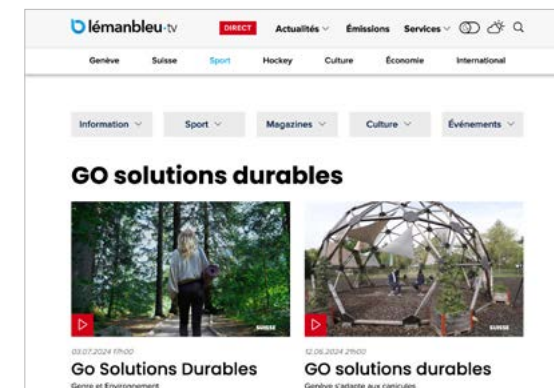 lémanbleu·tv DIRECT Actualités Émissions Services
Genève Suisse Sport Hockey Culture Économie International
Information Sport Magazines Culture Événements
GO solutions durables
SUISSE SUISSE
03.07.2024 17h00 12.06.2024 21h00
Go Solutions Durables GO solutions durables
Genre et Environnement Genève s'adapte aux canicules